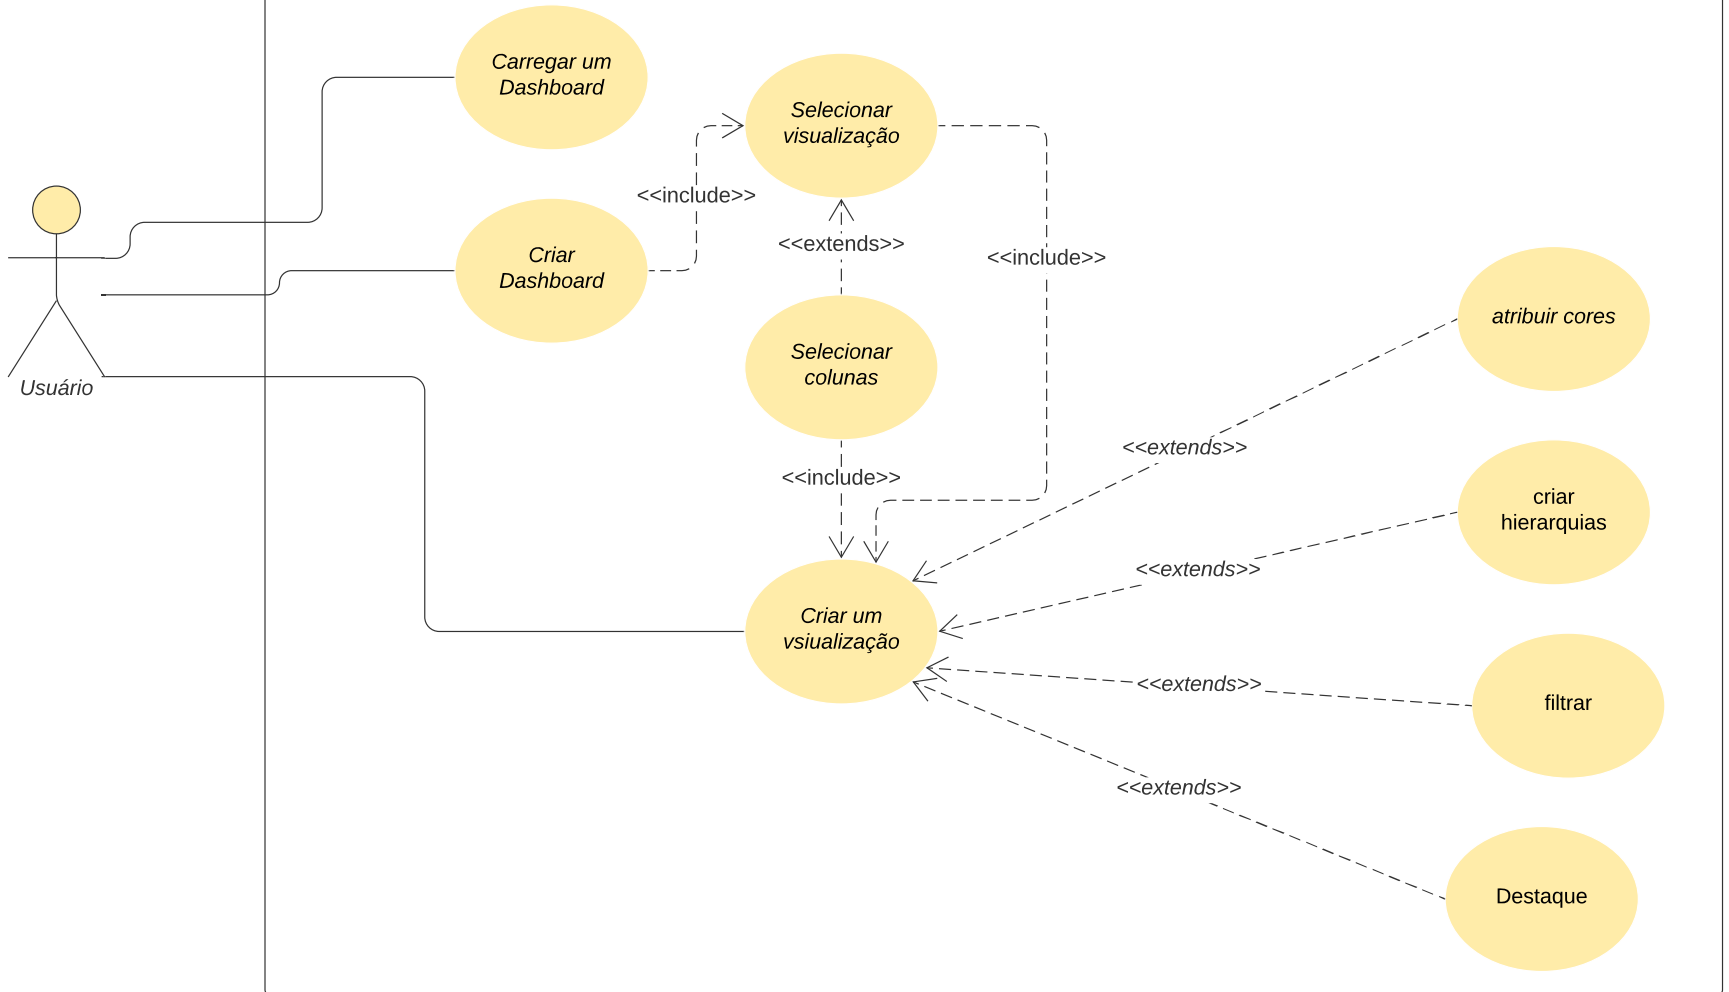 Carregar um
Dashboard
Selecionar
visualização
<<include>>
<<extends>>
<<include>>
Criar
Dashboard
Usuário
Selecionar
colunas
<<include>>
Criar um
vsiualização
atribuir cores
<<extends>>
criar
hierarquias
<<extends>>
filtrar
<<extends>>
Destaque
<<extends>>